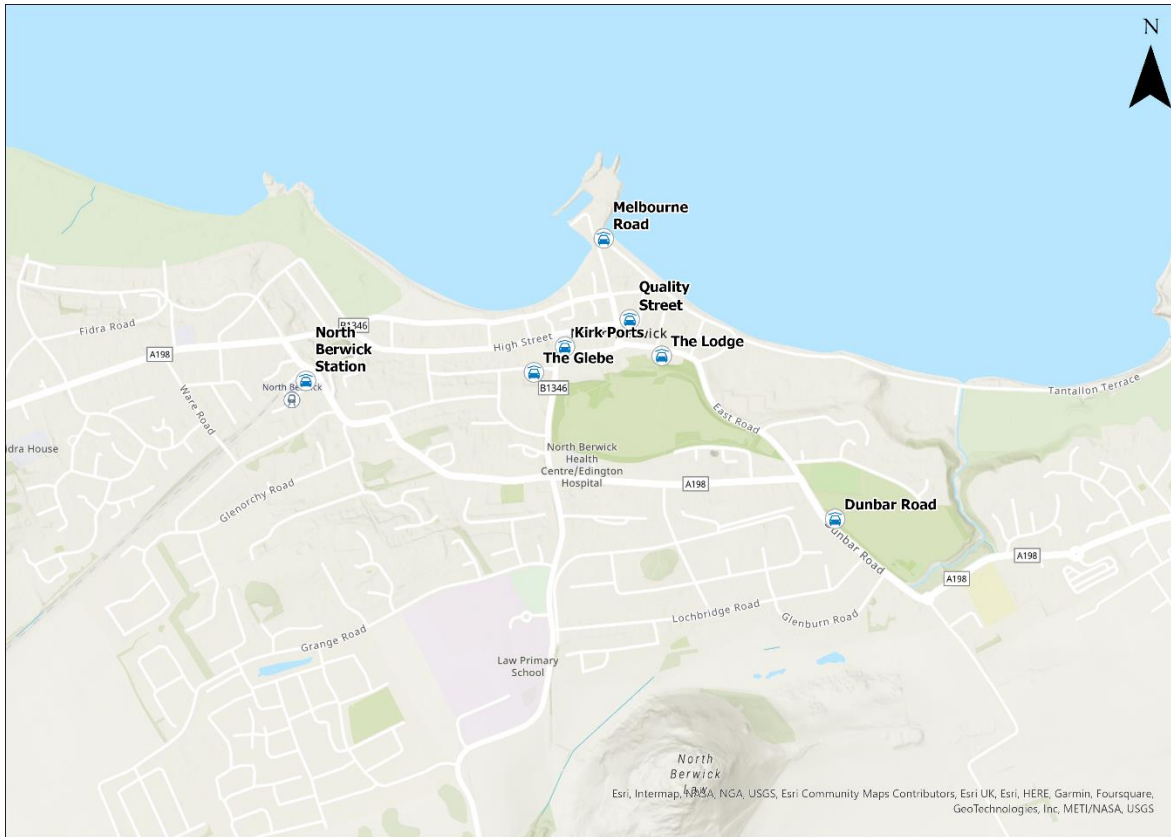 N
Melbourne
Road
Quality
Street
Kirk Ports
The Lodge
The Glebe
North
Berwick
Station
Dunbar Road
Fidra Road
B1346
High Street
A198
North Berwick
B1346
Ware Road
Tantallon Terrace
East Road
idra House
North Berwick
Health
Centre/Edington
Hospital
A198
Glenorchy Road
Dunbar Road
A198
A198
Lochbridge Road
Glenburn Road
Grange Road
Law Primary
School
North
Berwick
Law
Esri, Intermap, NASA, NGA, USGS, Esri Community Maps Contributors, Esri UK, Esri, HERE, Garmin, Foursquare,
GeoTechnologies, Inc, METI/NASA, USGS